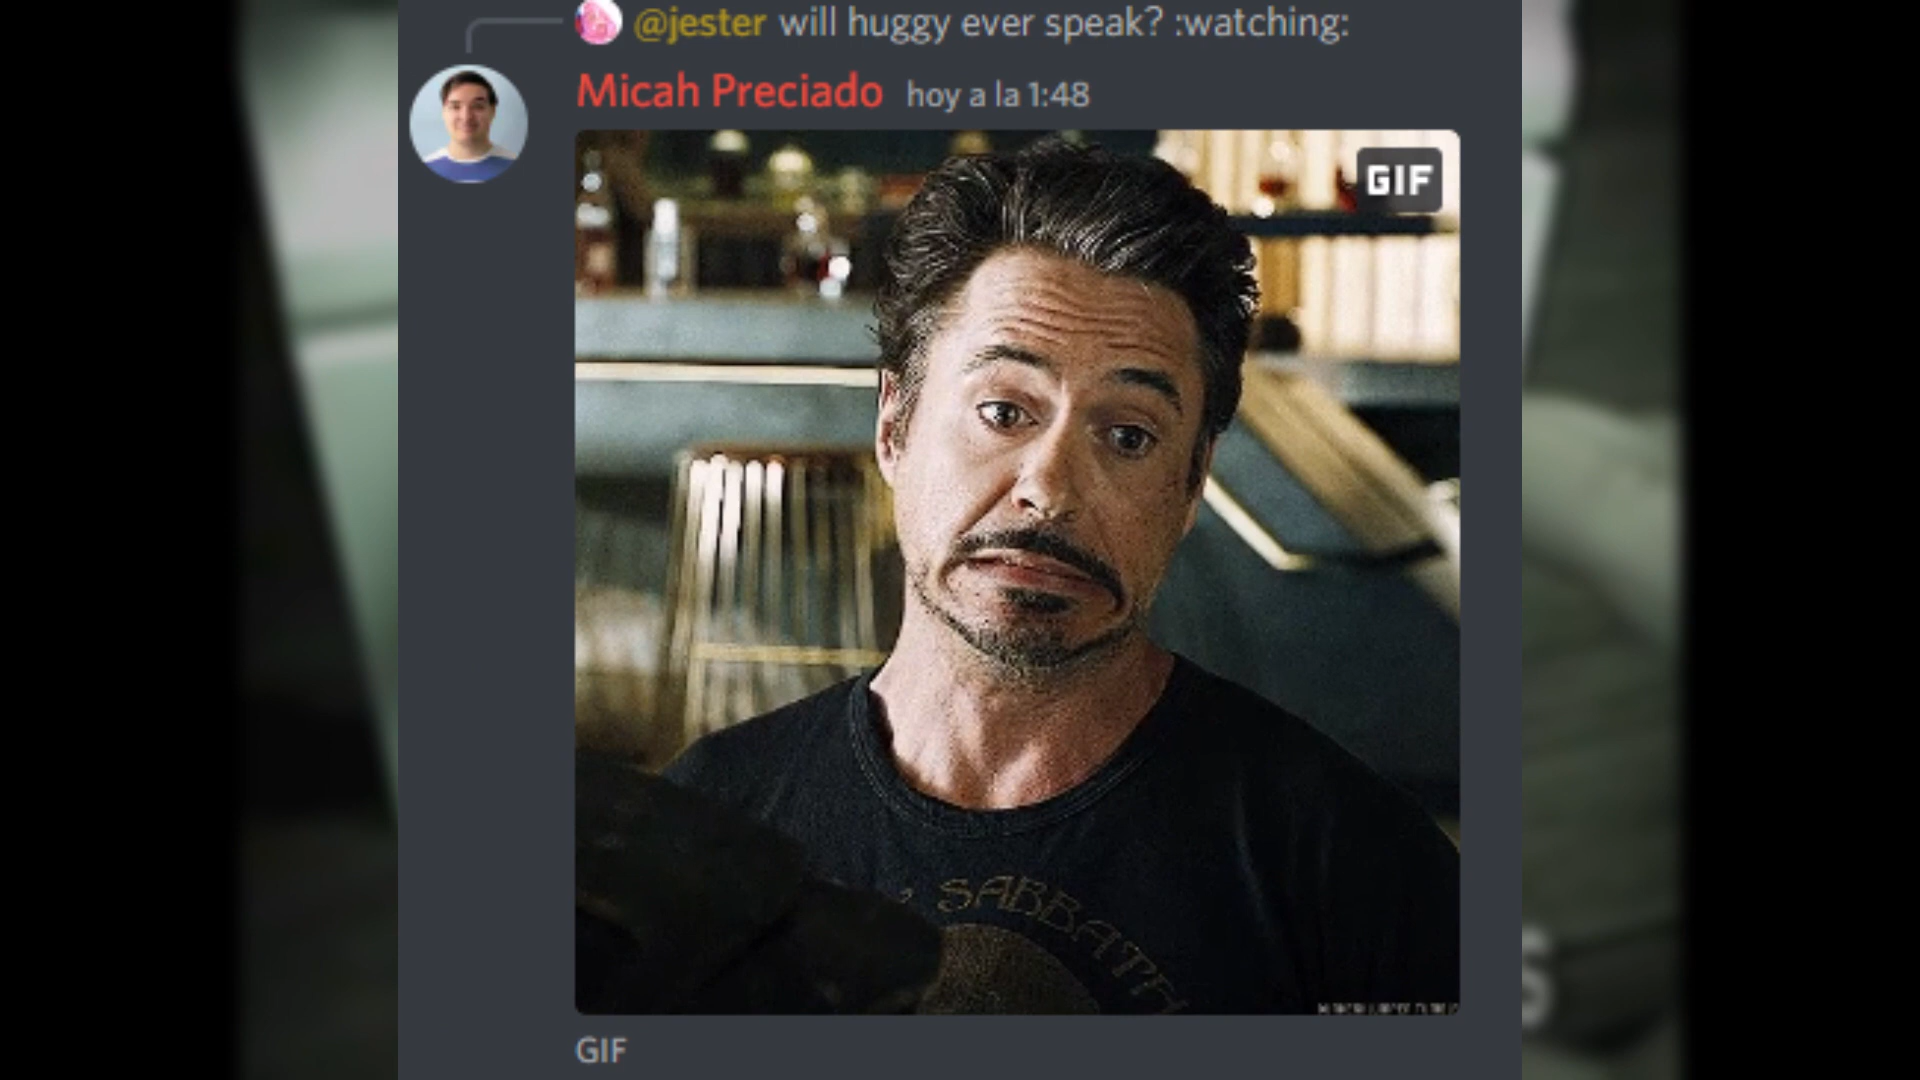 @jester will huggy ever speak? :watching:
Micah Preciado hoy a la 1:48
GIF
SABBATH
GIF